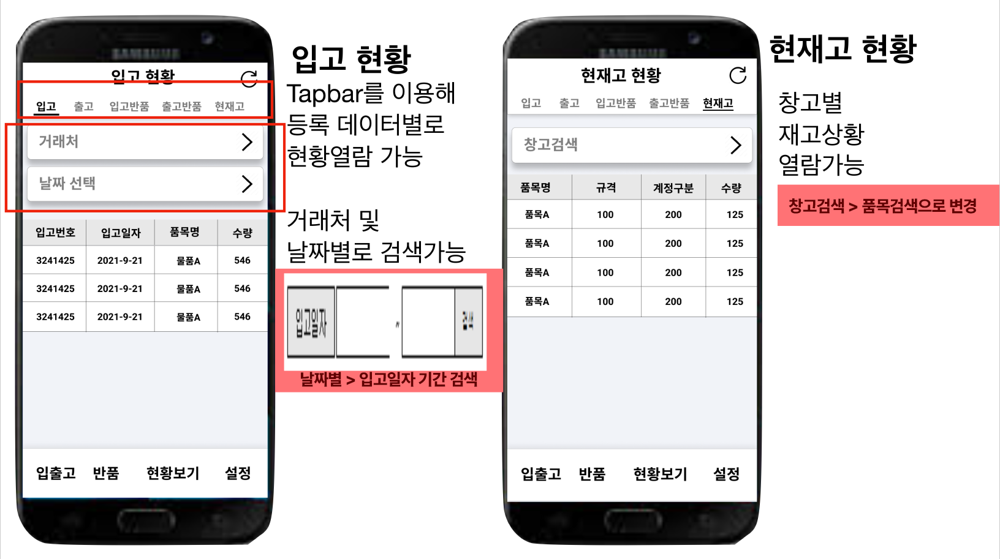 SAMSUNG
입고 현황
입고 출고 입고반품 출고반품 현재고
거래처
날짜 선택
입고번호 입고일자 품목명 수량
3241425 2021-9-21 물품A 546
3241425 2021-9-21 물품A 546
3241425 2021-9-21 물품A 546
입출고 반품 현황보기 설정
입고 현황
Tapbar를 이용해
등록 데이터별로
현황열람 가능
거래처 및
날짜별로 검색가능
입고일자 ~ 검색
날짜별 > 입고일자 기간 검색
SAMSUNG
현재고 현황
입고 출고 입고반품 출고반품 현재고
창고검색
품목명 규격 계정구분 수량
품목A 100 200 125
품목A 100 200 125
품목A 100 200 125
품목A 100 200 125
입출고 반품 현황보기 설정
현재고 현황
창고별
재고상황
열람가능
창고검색 > 품목검색으로 변경